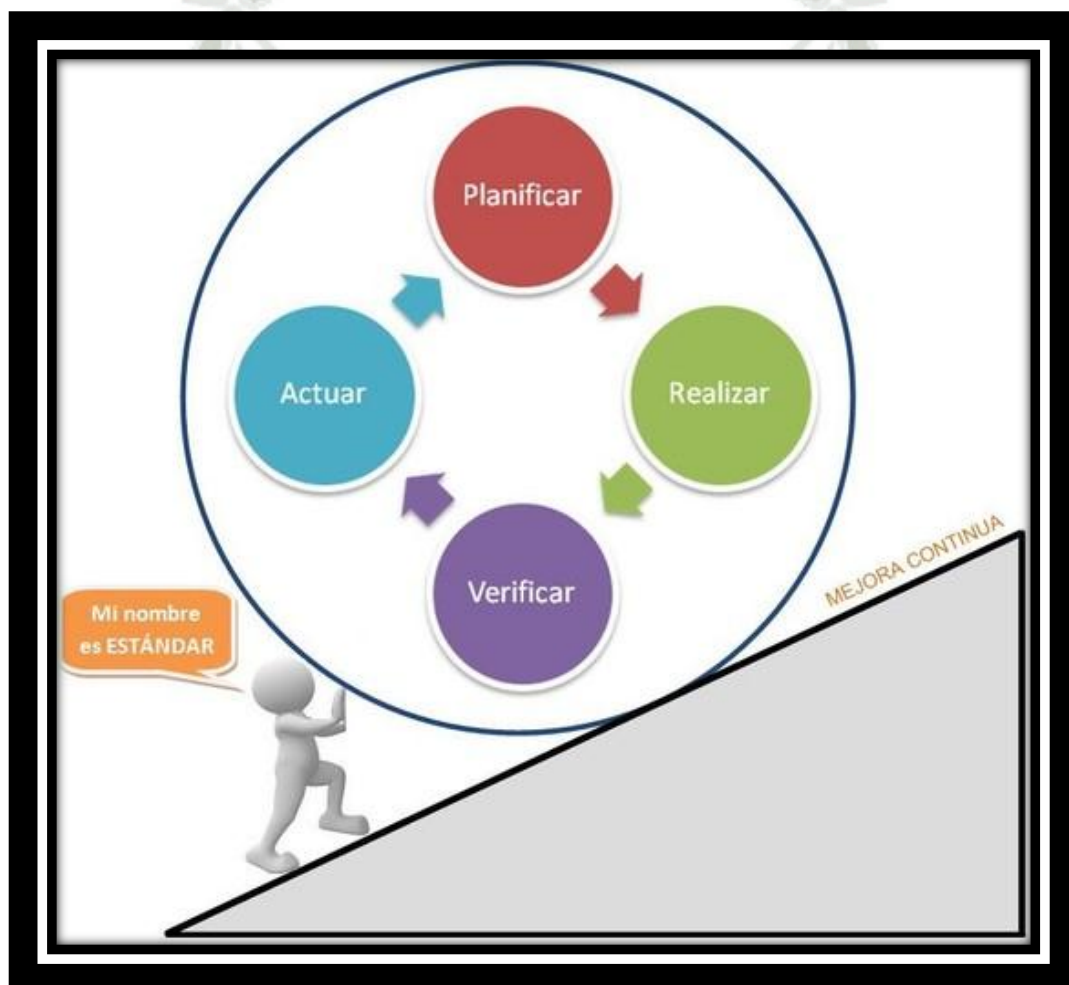 Planificar
Actuar
Realizar
Verificar
MEJORA CONTINUA
Mi nombre
es ESTÁNDAR